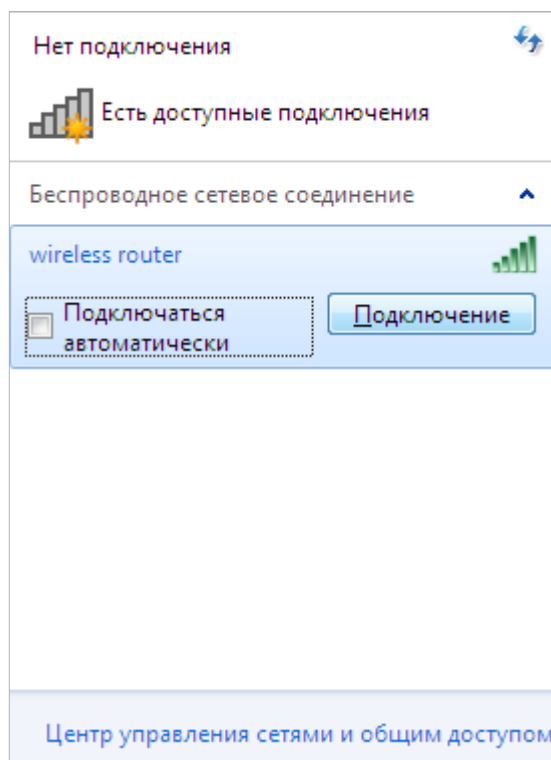 Нет подключения
Есть доступные подключения
Беспроводное сетевое соединение
wireless router
Подключаться
автоматически
Подключение
Центр управления сетями и общим доступом